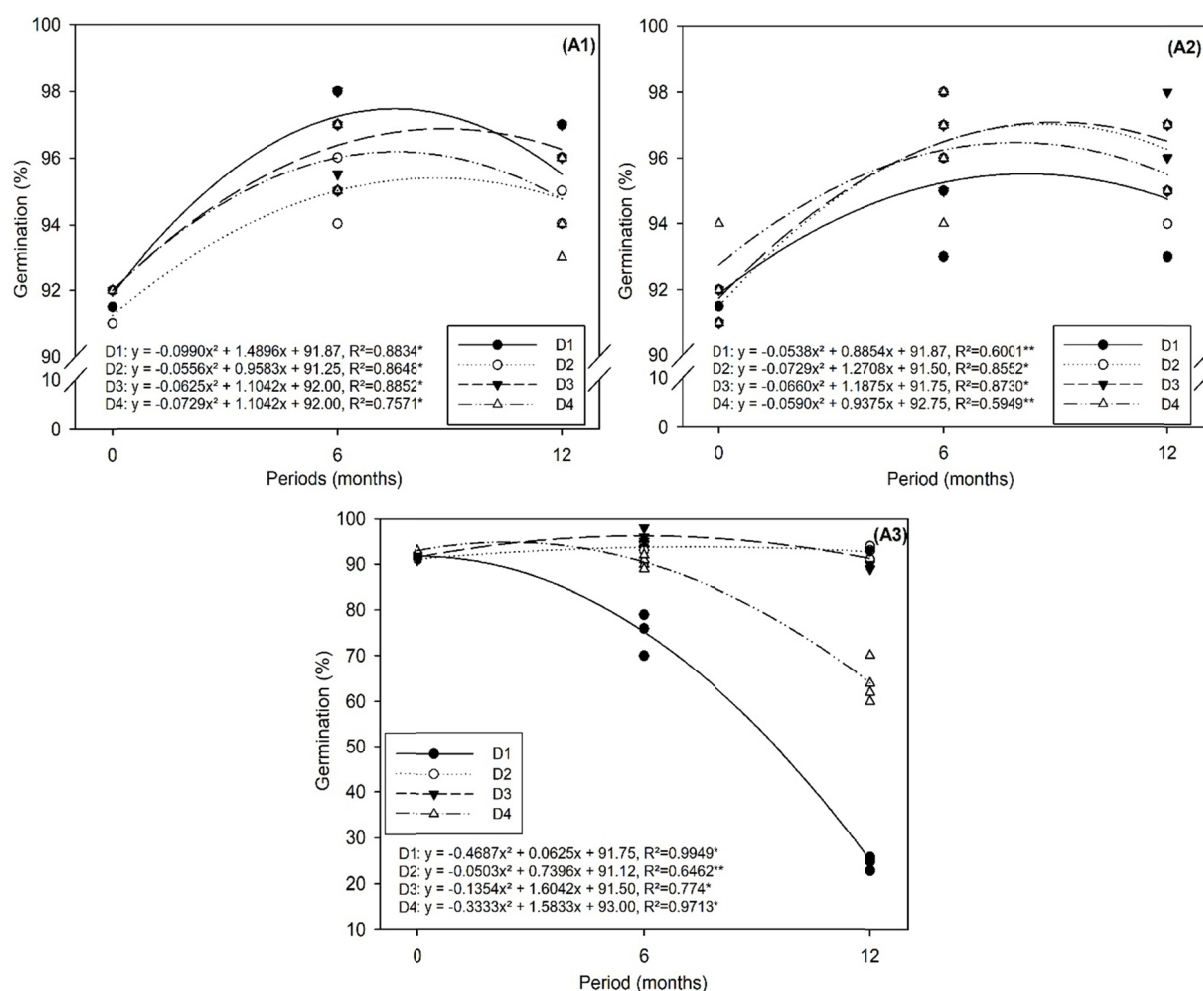 100
98
96
94
92
90
10
0
Germination (%)
(A1)
D1: y = -0.0990x² + 1.4896x + 91.87, R²=0.8834*
D2: y = -0.0556x² + 0.9583x + 91.25, R²=0.8648*
D3: y = -0.0625x² + 1.1042x + 92.00, R²=0.8852*
D4: y = -0.0729x² + 1.1042x + 92.00, R²=0.7571*
D1
D2
D3
D4
0
6
12
Periods (months)
100
98
96
94
92
90
10
0
Germination (%)
(A2)
D1: y = -0.0538x² + 0.8854x + 91.87, R²=0.6001**
D2: y = -0.0729x² + 1.2708x + 91.50, R²=0.8552*
D3: y = -0.0660x² + 1.1875x + 91.75, R²=0.8730*
D4: y = -0.0590x² + 0.9375x + 92.75, R²=0.5949**
D1
D2
D3
D4
0
6
12
Period (months)
100
90
80
70
60
50
40
30
20
10
Germination (%)
(A3)
D1
D2
D3
D4
D1: y = -0.4687x² + 0.0625x + 91.75, R²=0.9949*
D2: y = -0.0503x² + 0.7396x + 91.12, R²=0.6462**
D3: y = -0.1354x² + 1.6042x + 91.50, R²=0.774*
D4: y = -0.3333x² + 1.5833x + 93.00, R²=0.9713*
0
6
12
Period (months)